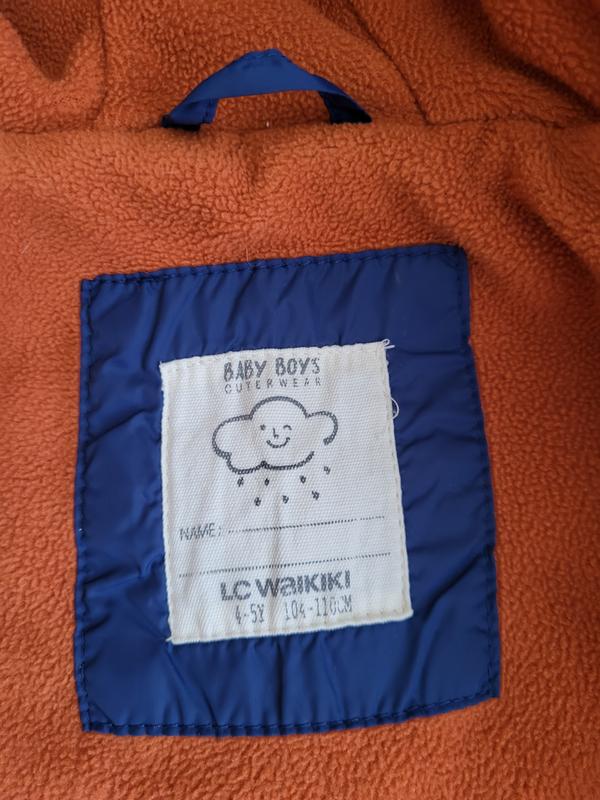 BABY BOYS
OUTERWEAR
NAME:
LC WAIKIKI
4-5Y 104-110CM